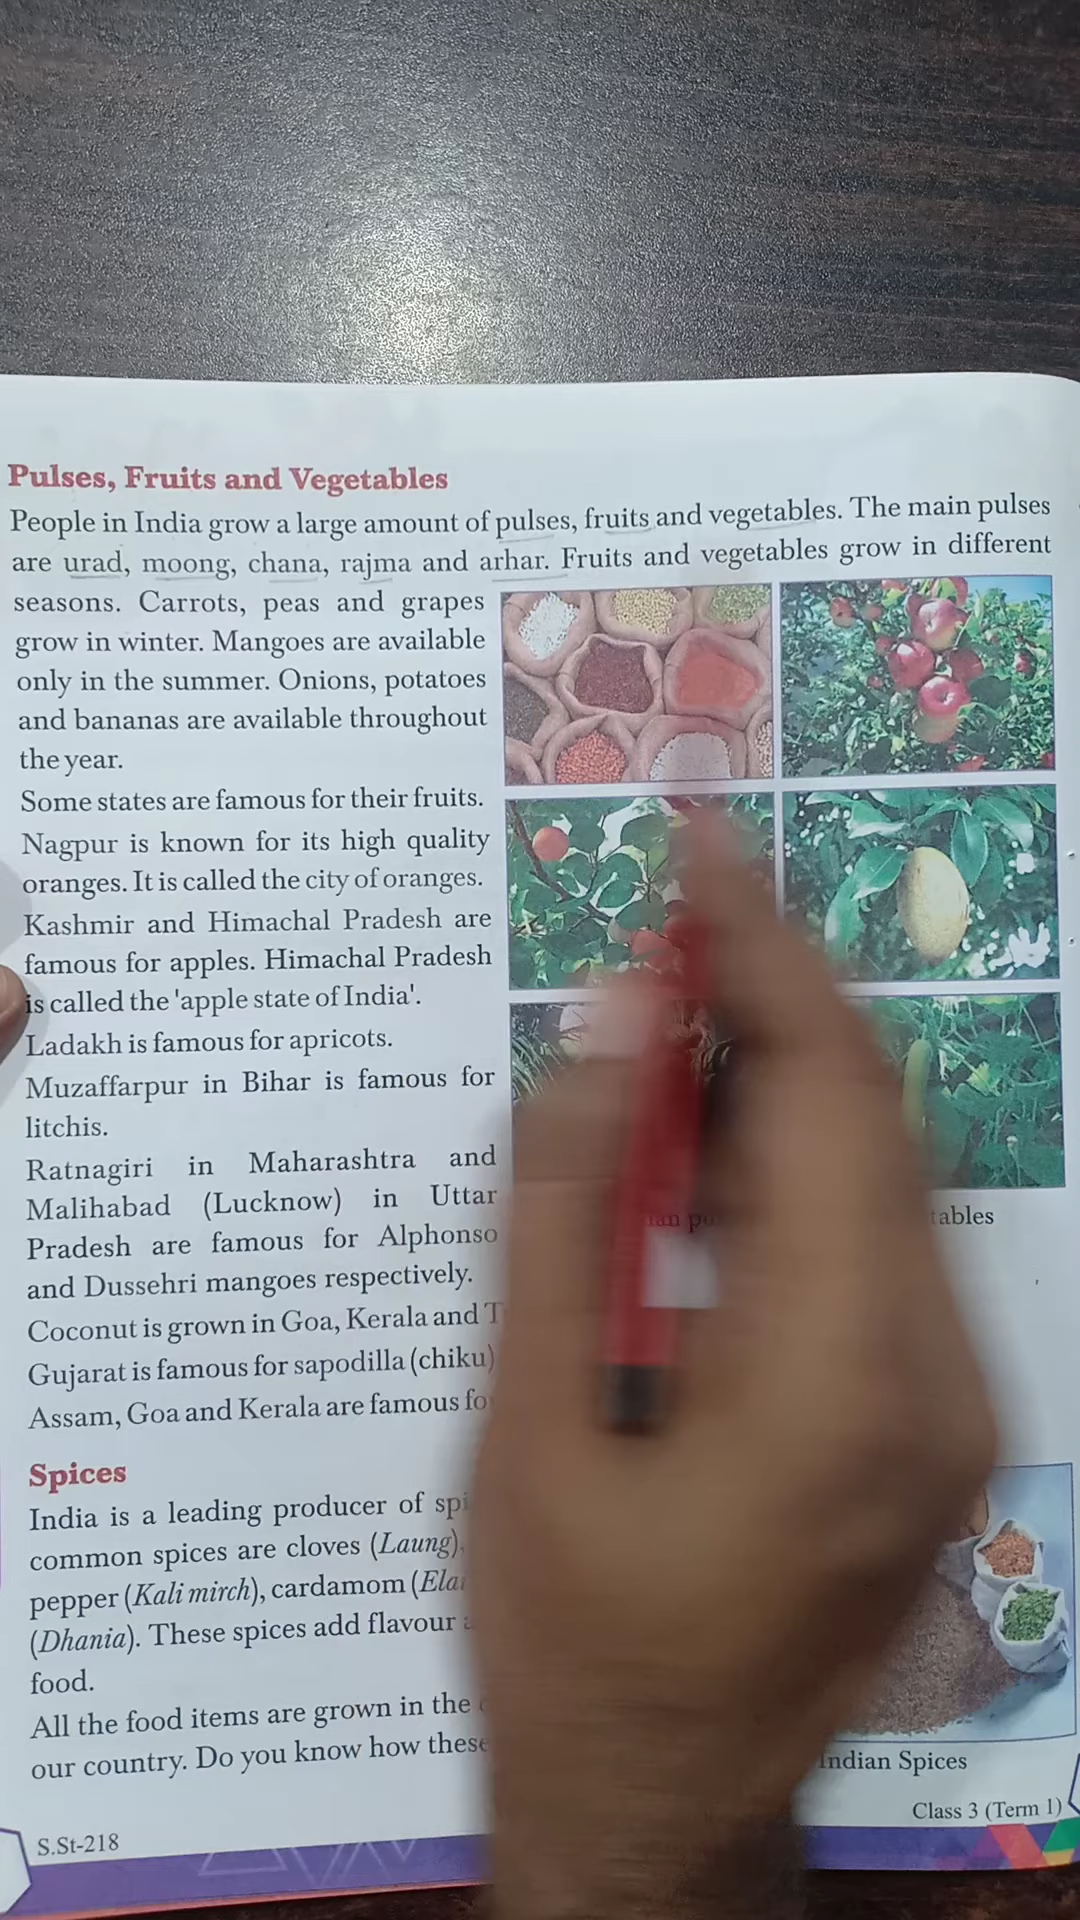 Pulses, Fruits and Vegetables
People in India grow a large amount of pulses, fruits and vegetables. The main pulses
are urad, moong, chana, rajma and arhar. Fruits and vegetables grow in different
seasons. Carrots, peas and grapes
grow in winter. Mangoes are available
only in the summer. Onions, potatoes
and bananas are available throughout
the year.
Some states are famous for their fruits.
Nagpur is known for its high quality
oranges. It is called the city of oranges.
Kashmir and Himachal Pradesh are
famous for apples. Himachal Pradesh
is called the 'apple state of India'.
Ladakh is famous for apricots.
Muzaffarpur in Bihar is famous for
litchis.
Ratnagiri in Maharashtra and
Malihabad (Lucknow) in Uttar
Pradesh are famous for Alphonso
and Dussehri mangoes respectively.
Coconut is grown in Goa, Kerala and
Gujarat is famous for sapodilla (chiku)
Assam, Goa and Kerala are famous
Spices
India is a leading producer of
common spices are cloves (Laung),
pepper (Kali mirch), cardamom
(Dhania). These spices add flavour
food.
All the food items are grown in the
our country. Do you know how these
Indian Spices
Class 3 (Term 1)
S.St-218